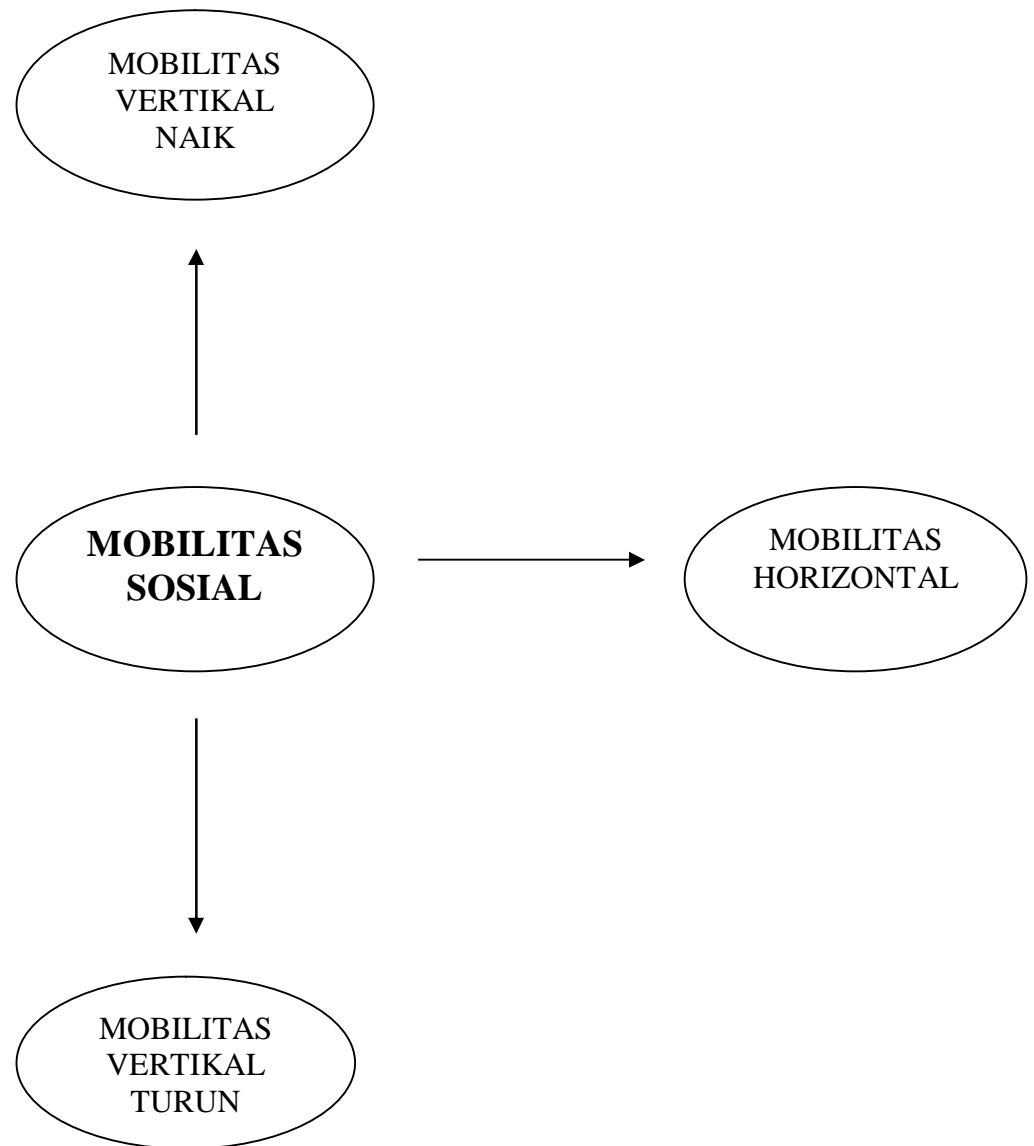 MOBILITAS
VERTIKAL
NAIK
MOBILITAS
SOSIAL
MOBILITAS
HORIZONTAL
MOBILITAS
VERTIKAL
TURUN